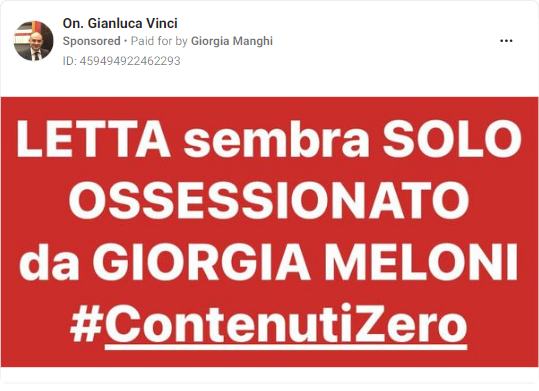 On. Gianluca Vinci
Sponsored • Paid for by Giorgia Manghi
ID: 459494922462293
LETTA sembra SOLO
OSSESSIONATO
da GIORGIA MELONI
#ContenutiZero